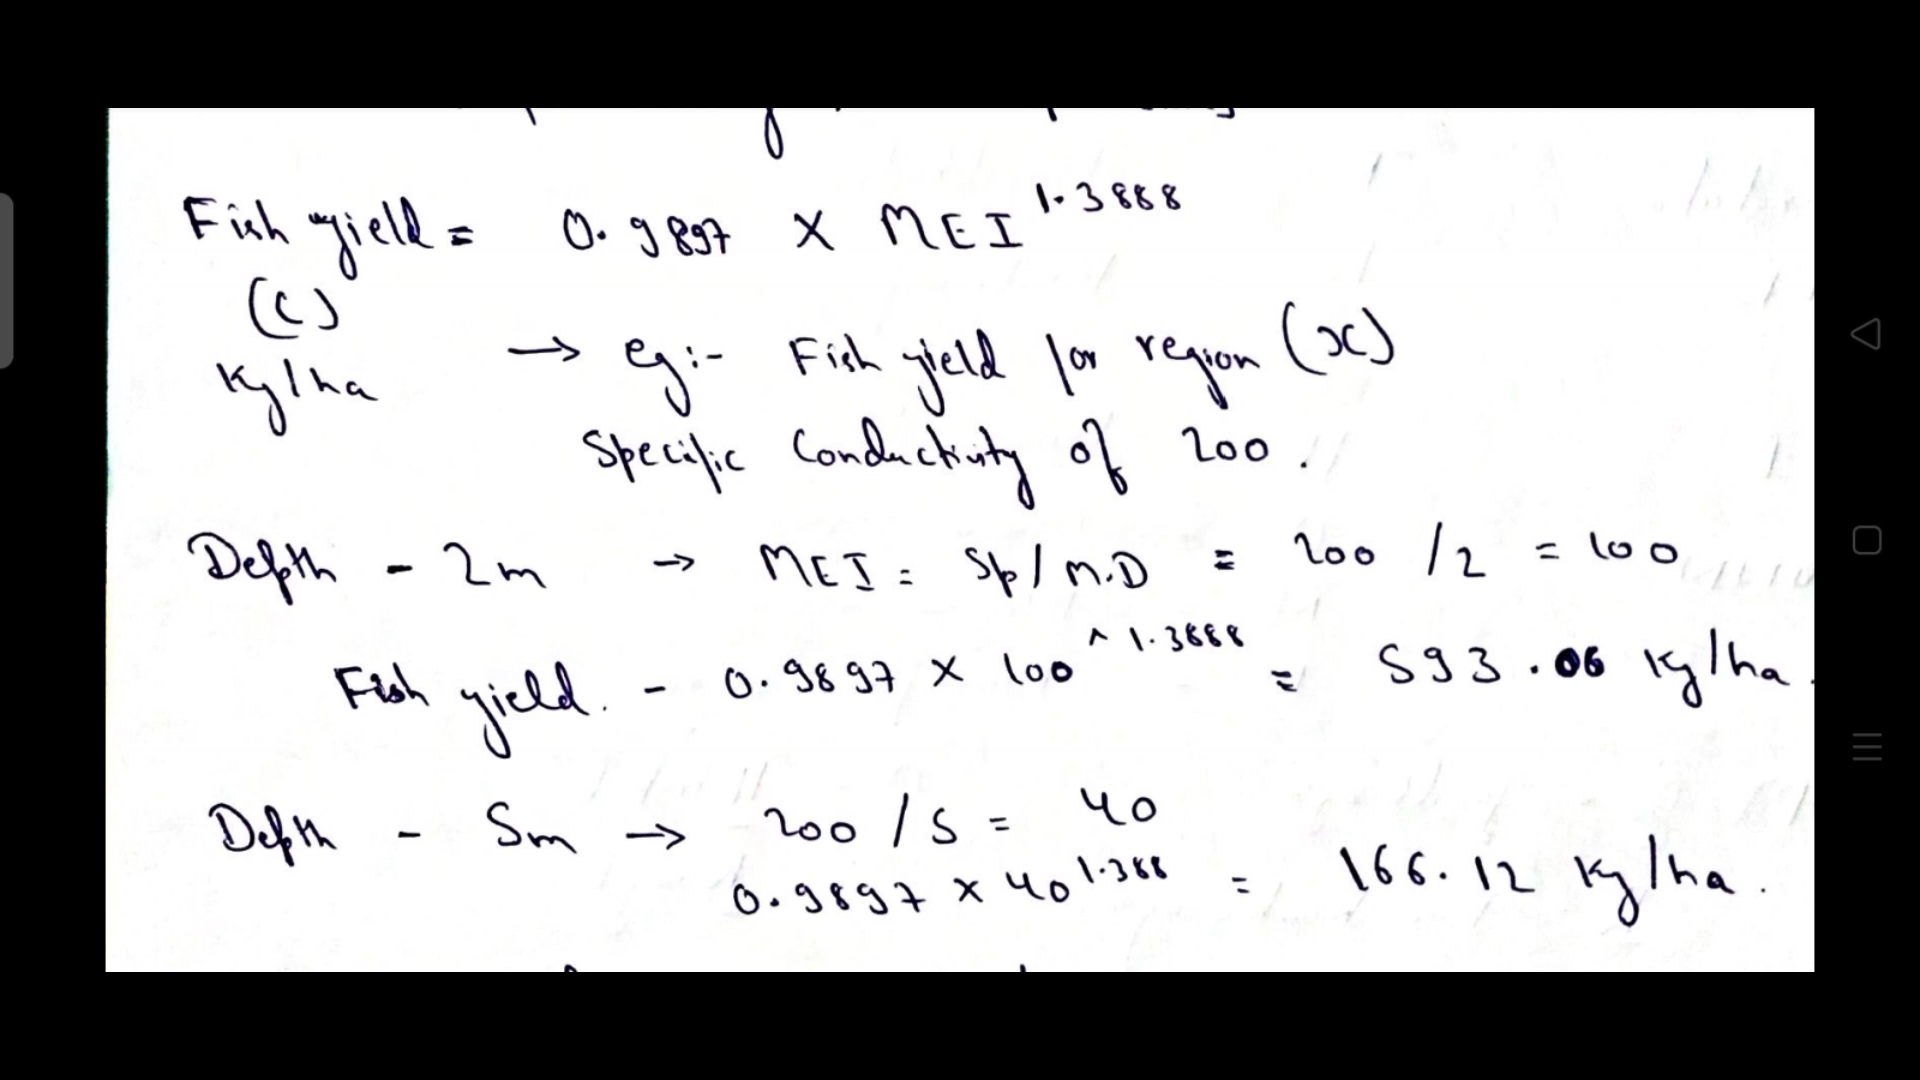 Fish yield = 0.9897 X MEI^1.3888
(C)
Kg/ha
→ eg:- Fish yield for region (x)
Specific Conductivity of 200.
Depth - 2m → MEI = Sp/M.D = 200 /2 = 100
Fish yield. - 0.9897 X 100^1.3888 = 593.06 Kg/ha.
Depth - 5m → 200 / 5 = 40
0.9897 x 40^1.388 = 166.12 Kg/ha.